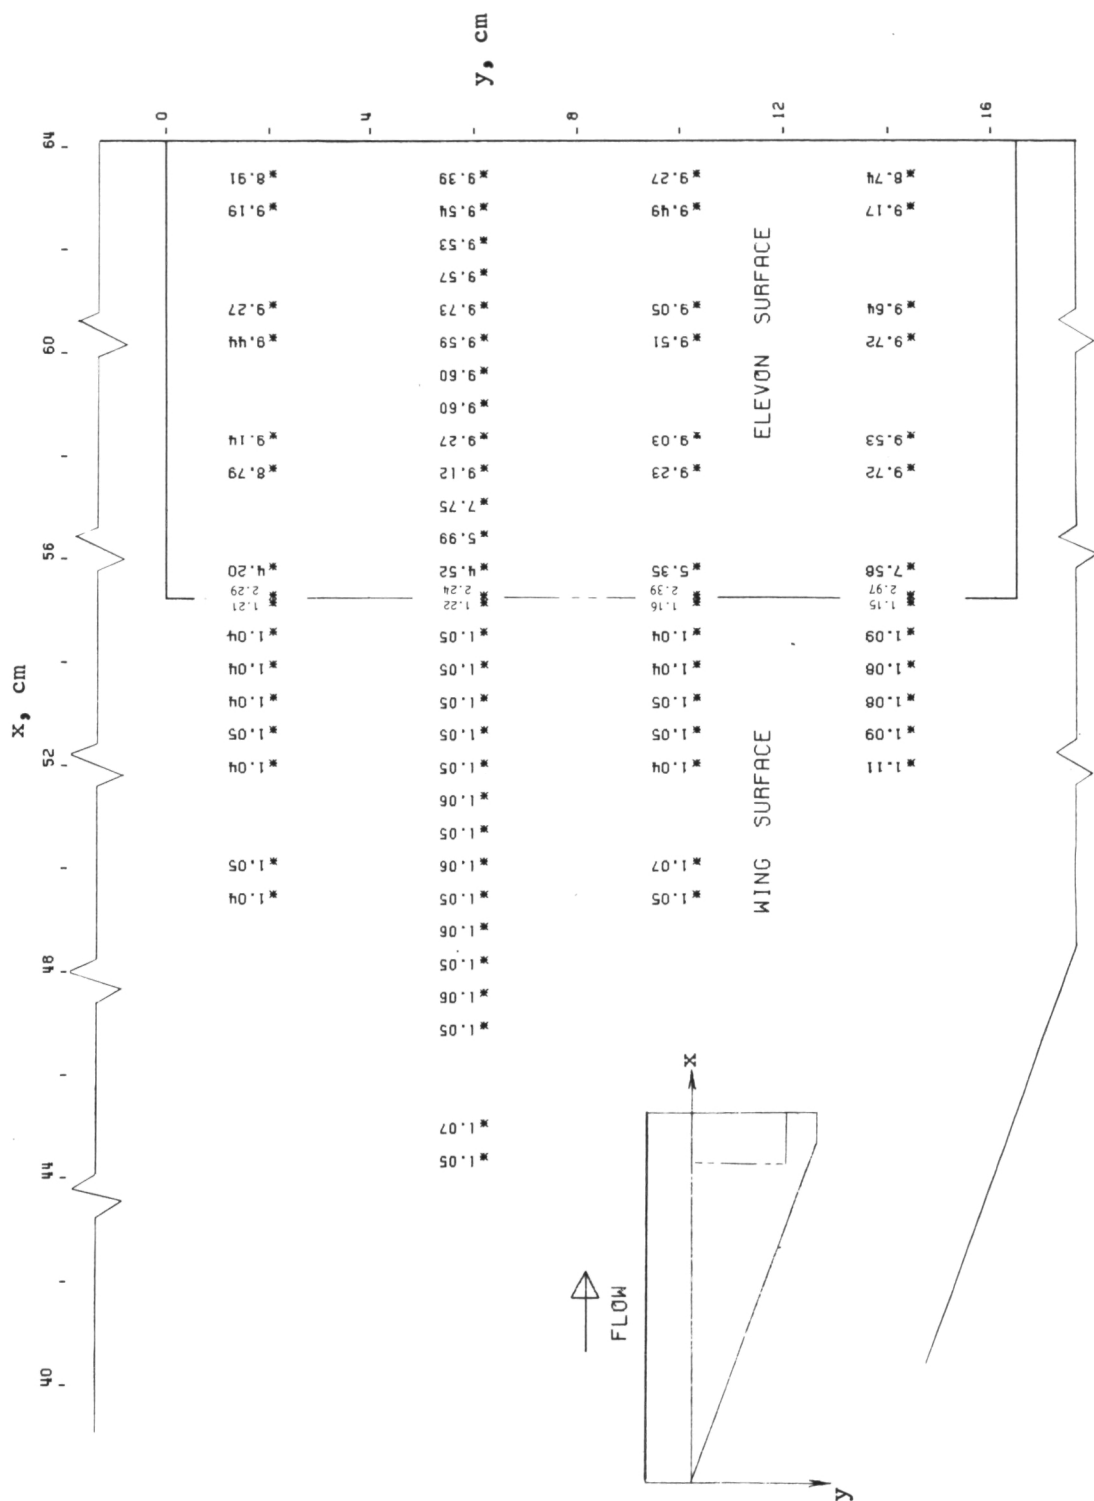 x, cm
40 44 48 52 56 60 64
0
1.04 1.05 1.04 1.05 1.04 1.04 1.04 1.21 2.29 4.20 8.79 9.14 9.44 9.27 9.19 8.91
4
1.05 1.07 1.05 1.06 1.05 1.06 1.05 1.06 1.05 1.06 1.05 1.05 1.05 1.05 1.05 1.22 2.24 4.52 5.99 7.75 9.12 9.27 9.60 9.60 9.59 9.73 9.57 9.53 9.54 9.39
y, cm
8
1.05 1.07 1.04 1.05 1.05 1.04 1.04 1.16 2.39 5.35 9.23 9.03 9.51 9.05 9.49 9.27
WING SURFACE
ELEVON SURFACE
12
1.11 1.09 1.08 1.08 1.09 1.15 2.97 7.58 9.72 9.53 9.72 9.64 9.17 8.74
16
FLOW
x
y